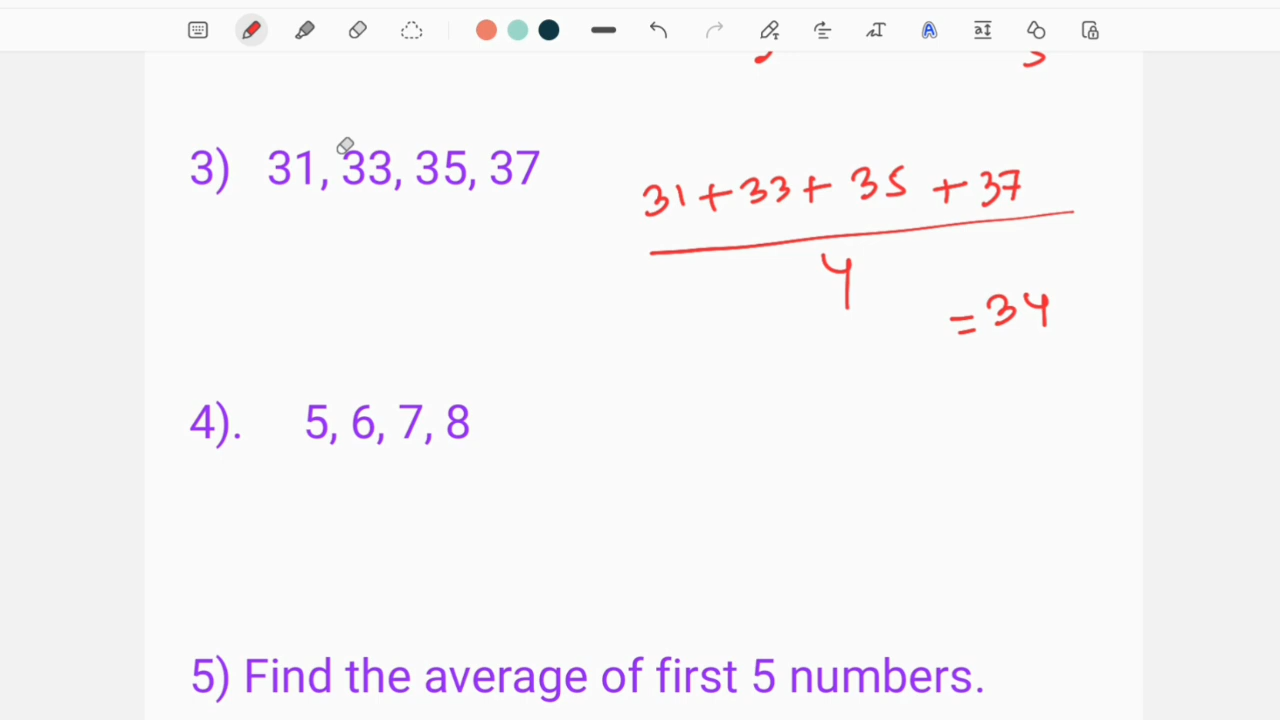 3) 31, 33, 35, 37
31 + 33 + 35 + 37
4
= 34
4). 5, 6, 7, 8
5) Find the average of first 5 numbers.